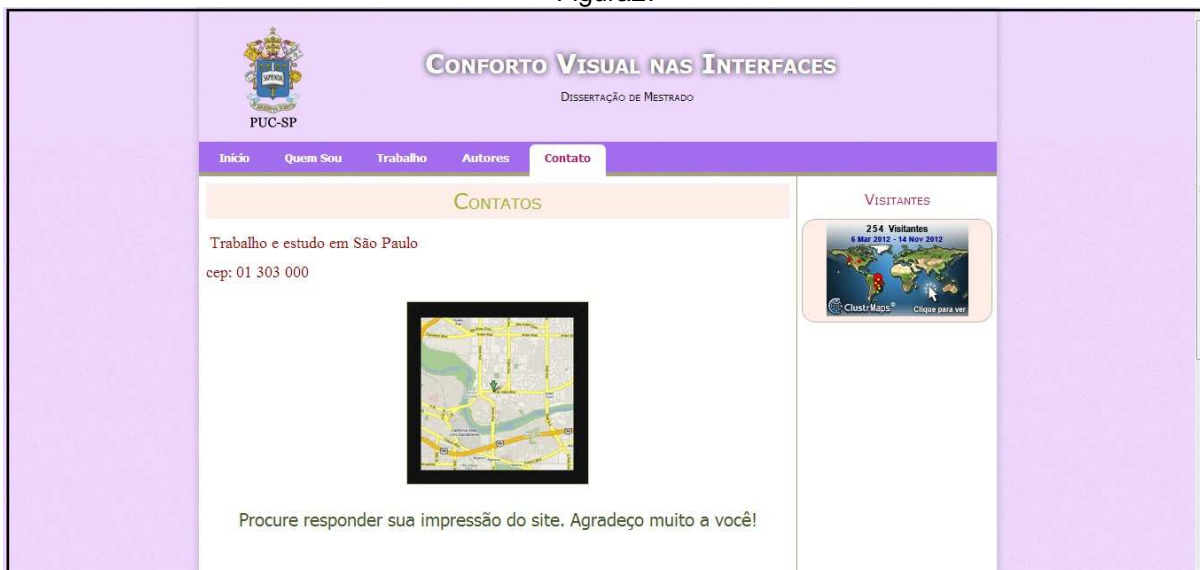 CONFORTO VISUAL NAS INTERFACES
DISSERTAÇÃO DE MESTRADO
SAPIENTIA
PUC-SP
Início Quem Sou Trabalho Autores Contato
CONTATOS
Trabalho e estudo em São Paulo
cep: 01 303 000
Procure responder sua impressão do site. Agradeço muito a você!
VISITANTES
254 Visitantes
6 Mar 2012 - 14 Nov 2012
ClustrMaps®
Clique para ver